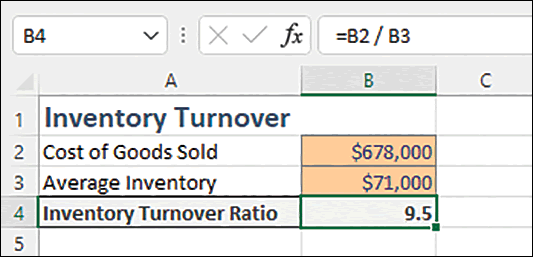 B4 fx =B2 / B3
A B C
1 Inventory Turnover
2 Cost of Goods Sold $678,000
3 Average Inventory $71,000
4 Inventory Turnover Ratio 9.5
5